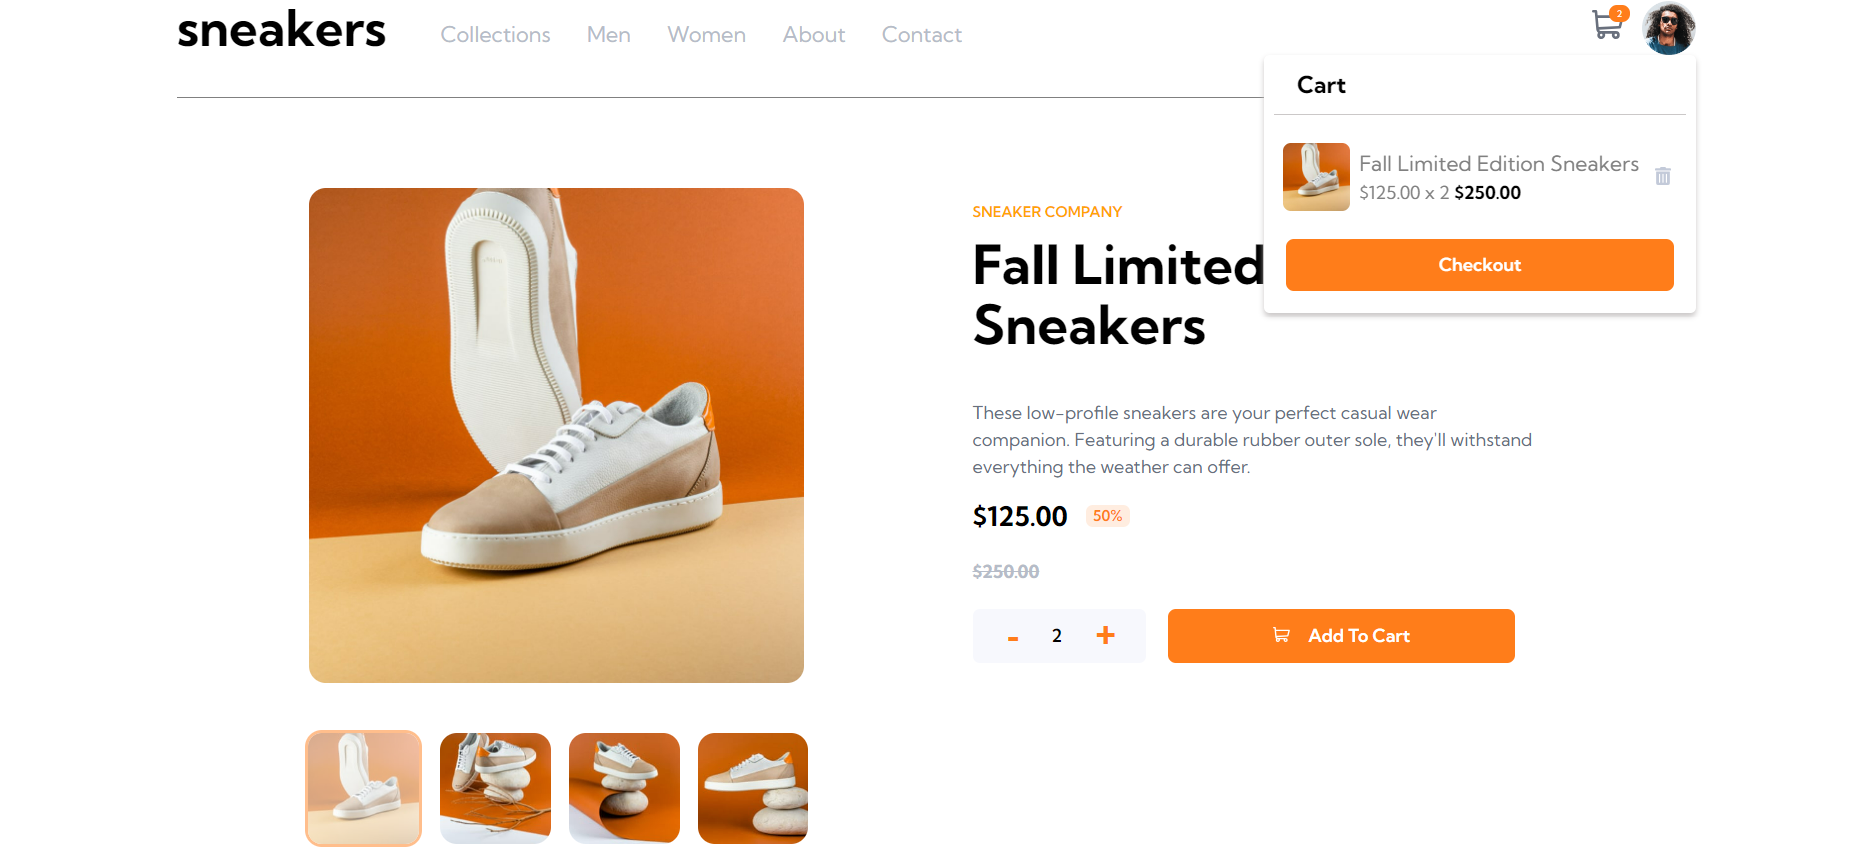 sneakers
Collections
Men
Women
About
Contact
2
Cart
Fall Limited Edition Sneakers
$125.00 x 2 $250.00
Checkout
SNEAKER COMPANY
Fall Limited
Sneakers
These low-profile sneakers are your perfect casual wear
companion. Featuring a durable rubber outer sole, they'll withstand
everything the weather can offer.
$125.00
50%
$250.00
-
2
+
Add To Cart